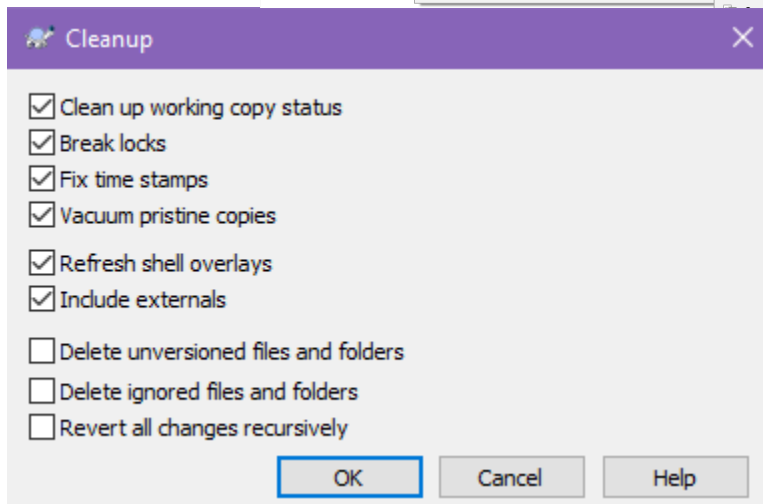 Cleanup
Clean up working copy status
Break locks
Fix time stamps
Vacuum pristine copies
Refresh shell overlays
Include externals
Delete unversioned files and folders
Delete ignored files and folders
Revert all changes recursively
OK Cancel Help